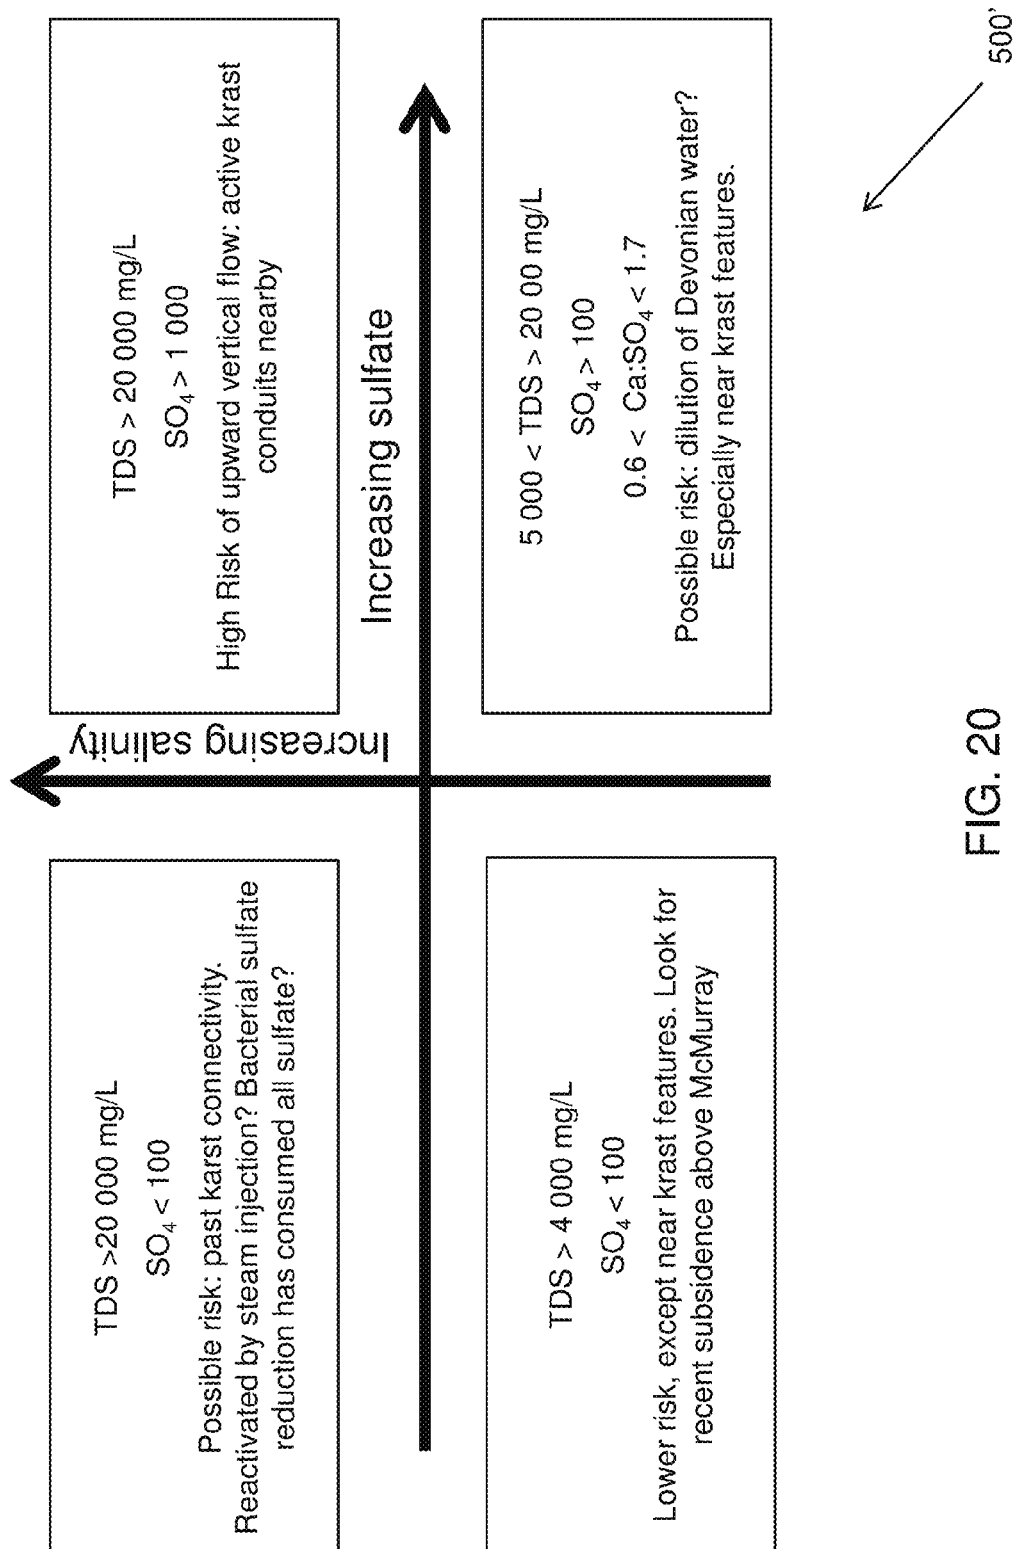 TDS >20 000 mg/L
SO₄ < 100
Possible risk: past karst connectivity.
Reactivated by steam injection? Bacterial sulfate
reduction has consumed all sulfate?
Increasing salinity
TDS > 20 000 mg/L
SO₄ > 1 000
High Risk of upward vertical flow: active krast
conduits nearby
Increasing sulfate
TDS > 4 000 mg/L
SO₄ < 100
Lower risk, except near krast features. Look for
recent subsidence above McMurray
5 000 < TDS > 20 00 mg/L
SO₄ > 100
0.6 < Ca:SO₄ < 1.7
Possible risk: dilution of Devonian water?
Especially near krast features.
500'
FIG. 20